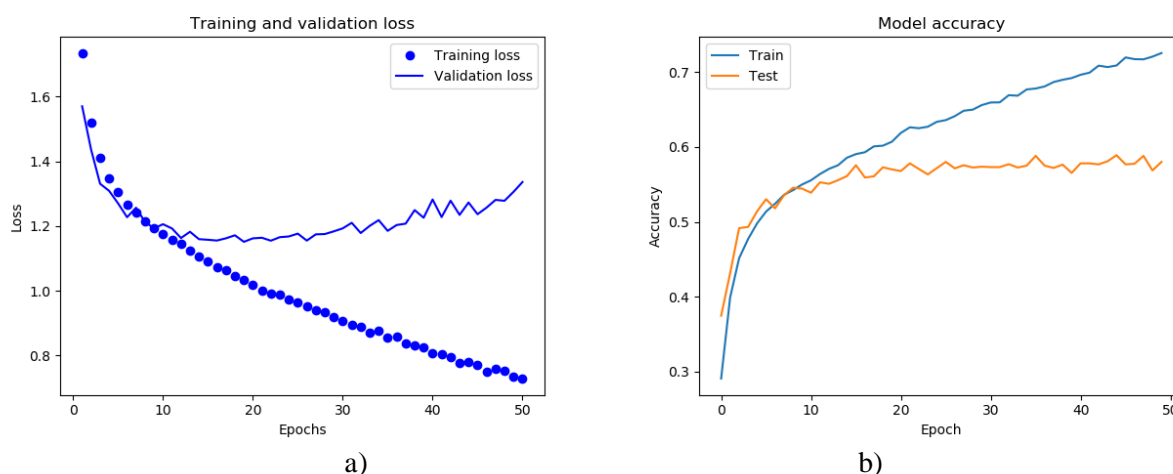 Training and validation loss
Training loss
Validation loss
1.6
1.4
1.2
1.0
0.8
Loss
0
10
20
30
40
50
Epochs
a)
Model accuracy
Train
Test
0.7
0.6
0.5
0.4
0.3
Accuracy
0
10
20
30
40
50
Epoch
b)